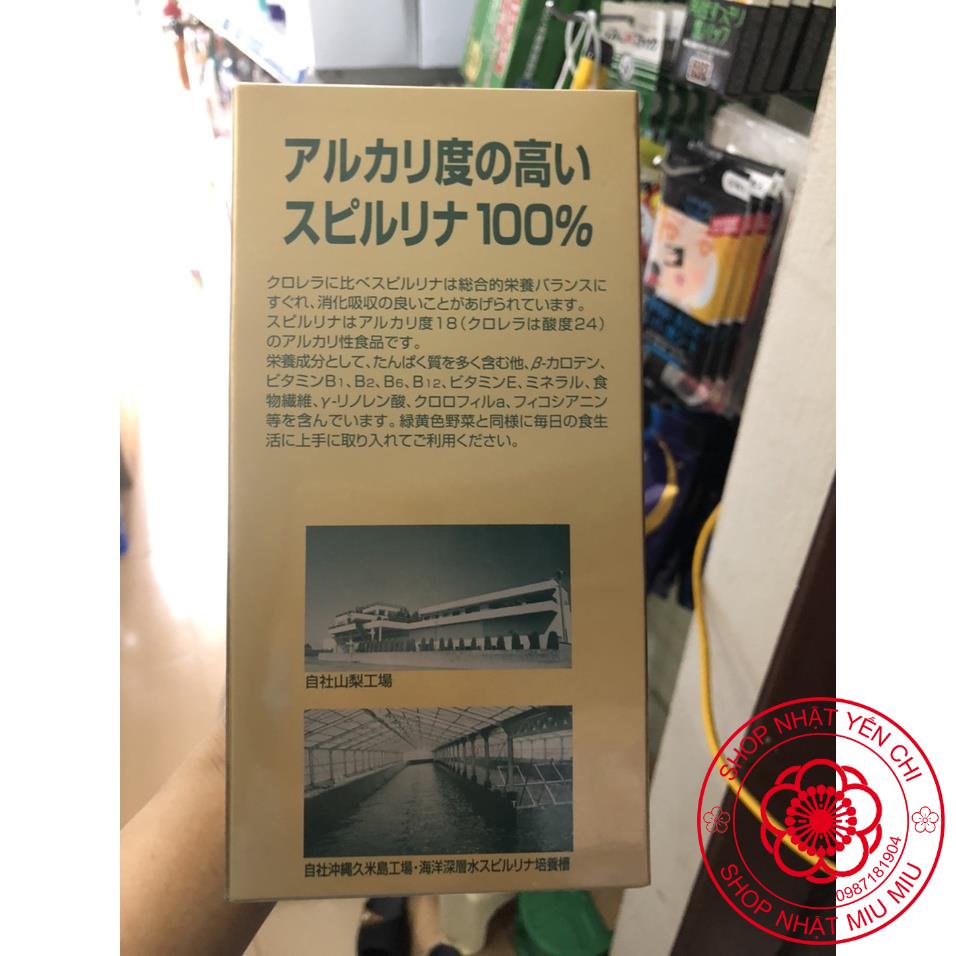 アルカリ度の高い
スピルリナ100%
クロレラに比べスピルリナは総合的栄養バランスに
すぐれ、消化吸収の良いことがあげられています。
スピルリナはアルカリ度18(クロレラは酸度24)
のアルカリ性食品です。
栄養成分として、たんぱく質を多く含む他、β-カロテン、
ビタミンB1、B2、B6、B12、ビタミンE、ミネラル、食
物繊維、γ-リノレン酸、クロロフィルa、フィコシアニン
等を含んでいます。緑黄色野菜と同様に毎日の食生
活に上手に取り入れてご利用ください。
自社山梨工場
自社沖縄久米島工場・海洋深層水スピルリナ培養槽
SHOP NHẬT YẾN CHI
0987181904
SHOP NHẬT MIU MIU